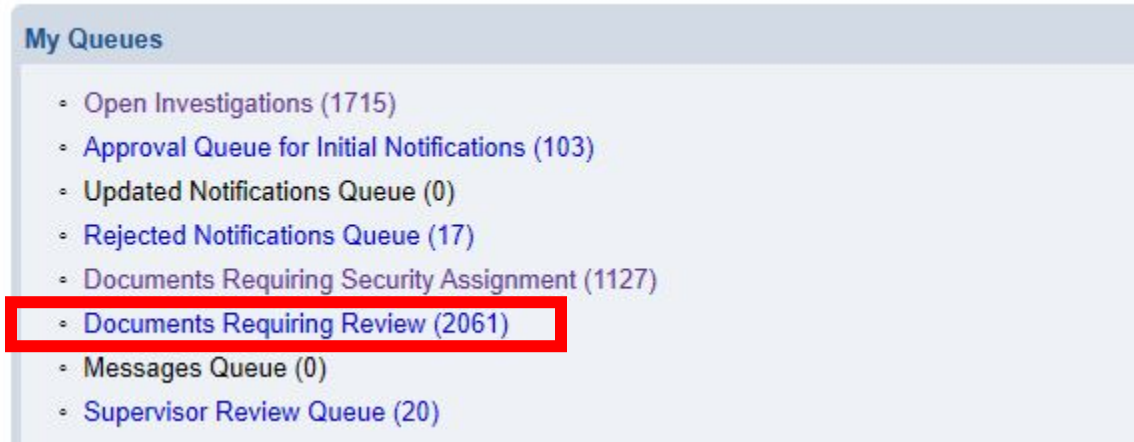 My Queues
Open Investigations (1715)
Approval Queue for Initial Notifications (103)
Updated Notifications Queue (0)
Rejected Notifications Queue (17)
Documents Requiring Security Assignment (1127)
Documents Requiring Review (2061)
Messages Queue (0)
Supervisor Review Queue (20)